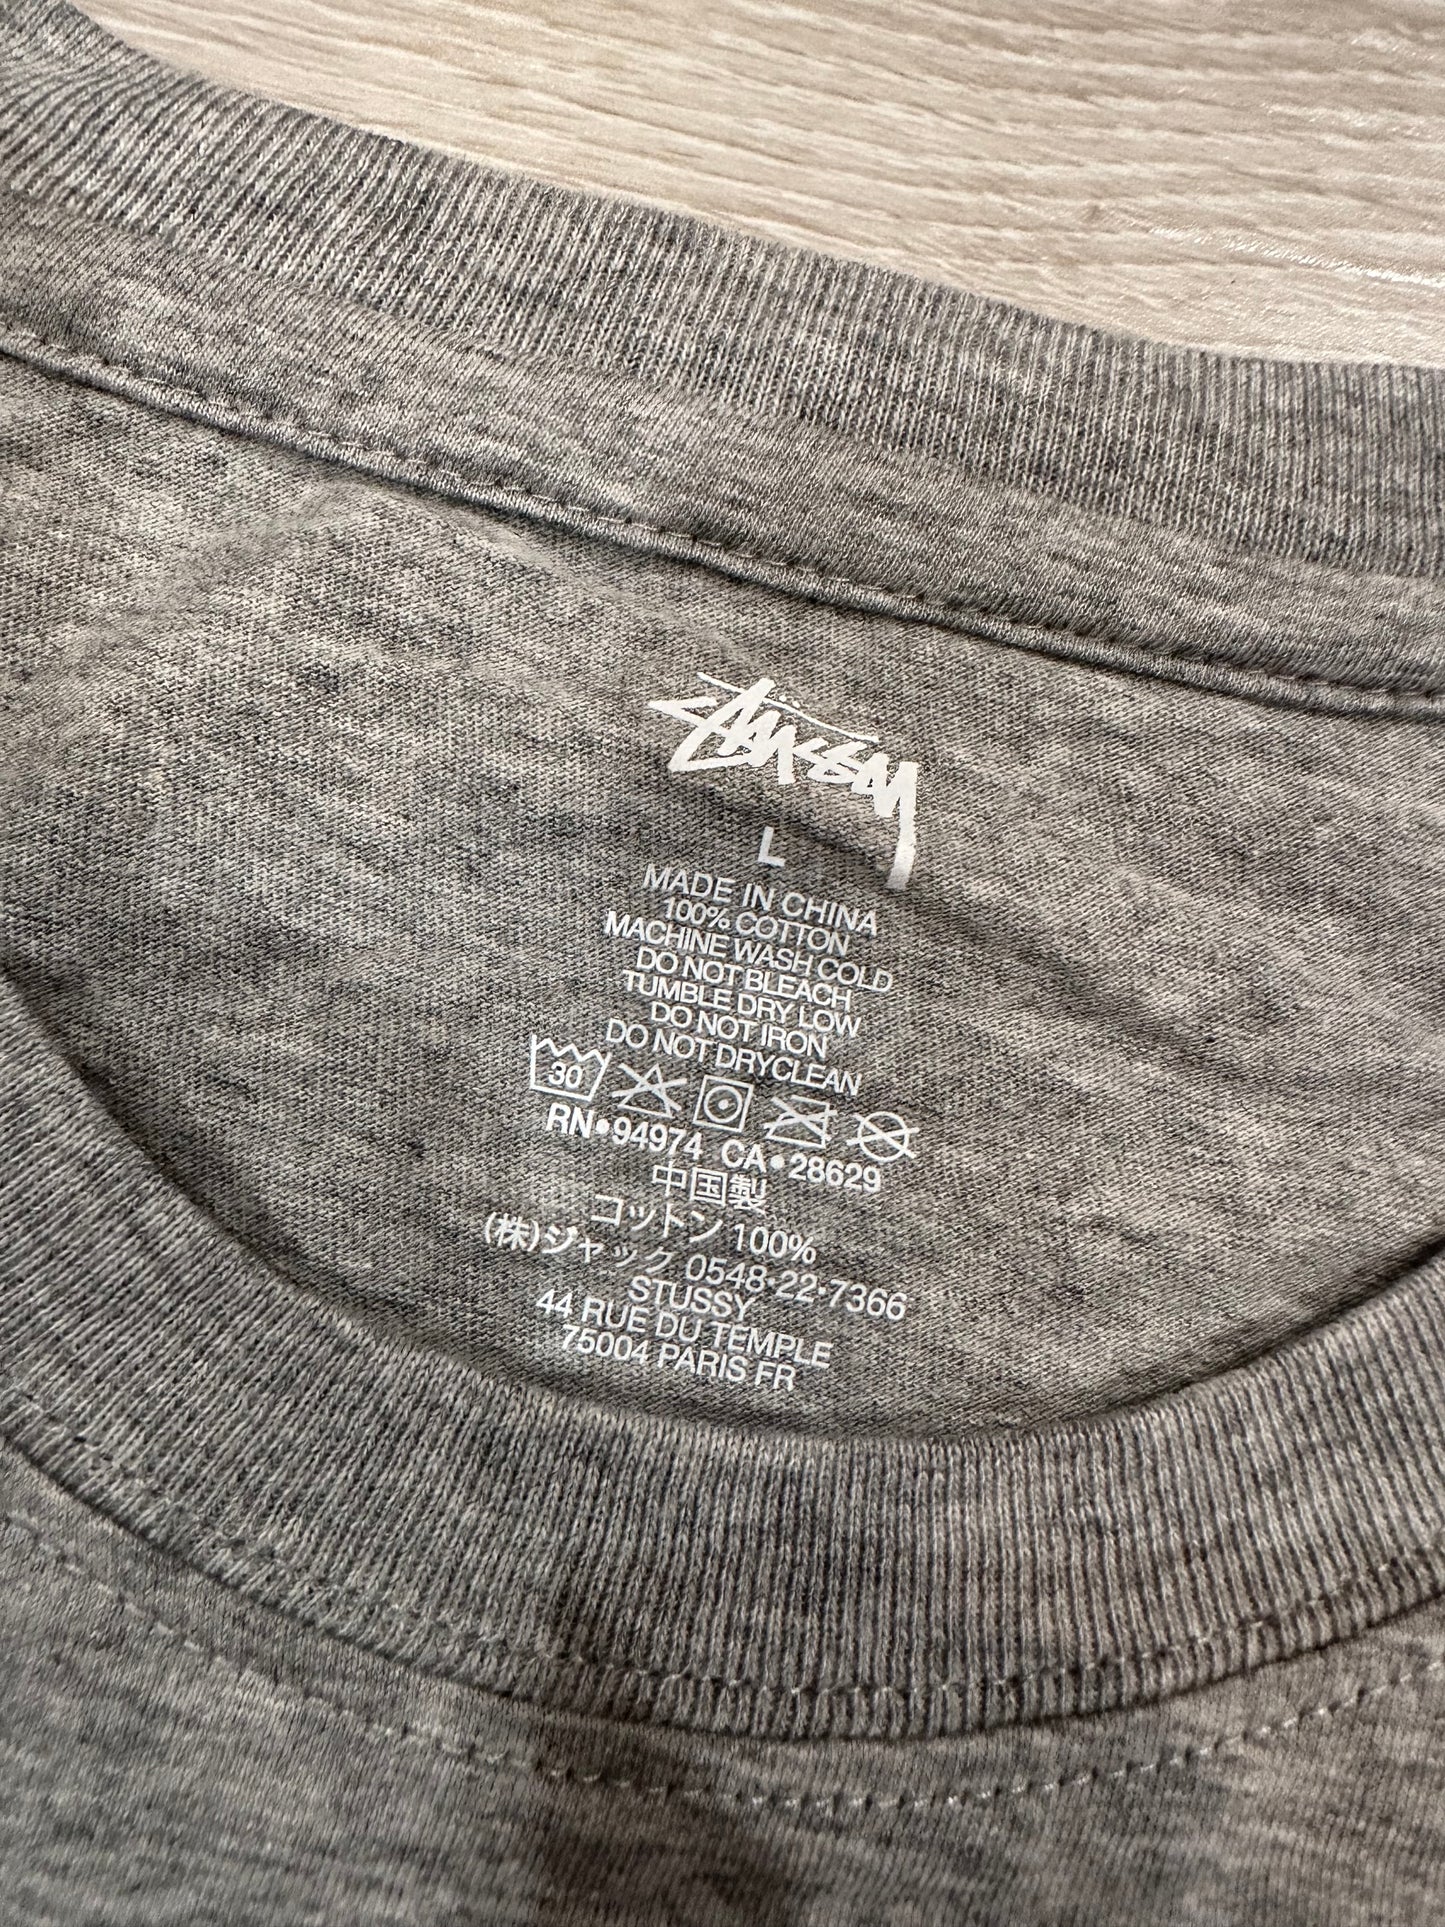 Stüssy
L
MADE IN CHINA
100% COTTON
MACHINE WASH COLD
DO NOT BLEACH
TUMBLE DRY LOW
DO NOT IRON
DO NOT DRYCLEAN
30
RN•94974 CA•28629
中国製
コットン 100%
(株)ジャック 0548•22•7366
STUSSY
44 RUE DU TEMPLE
75004 PARIS FR